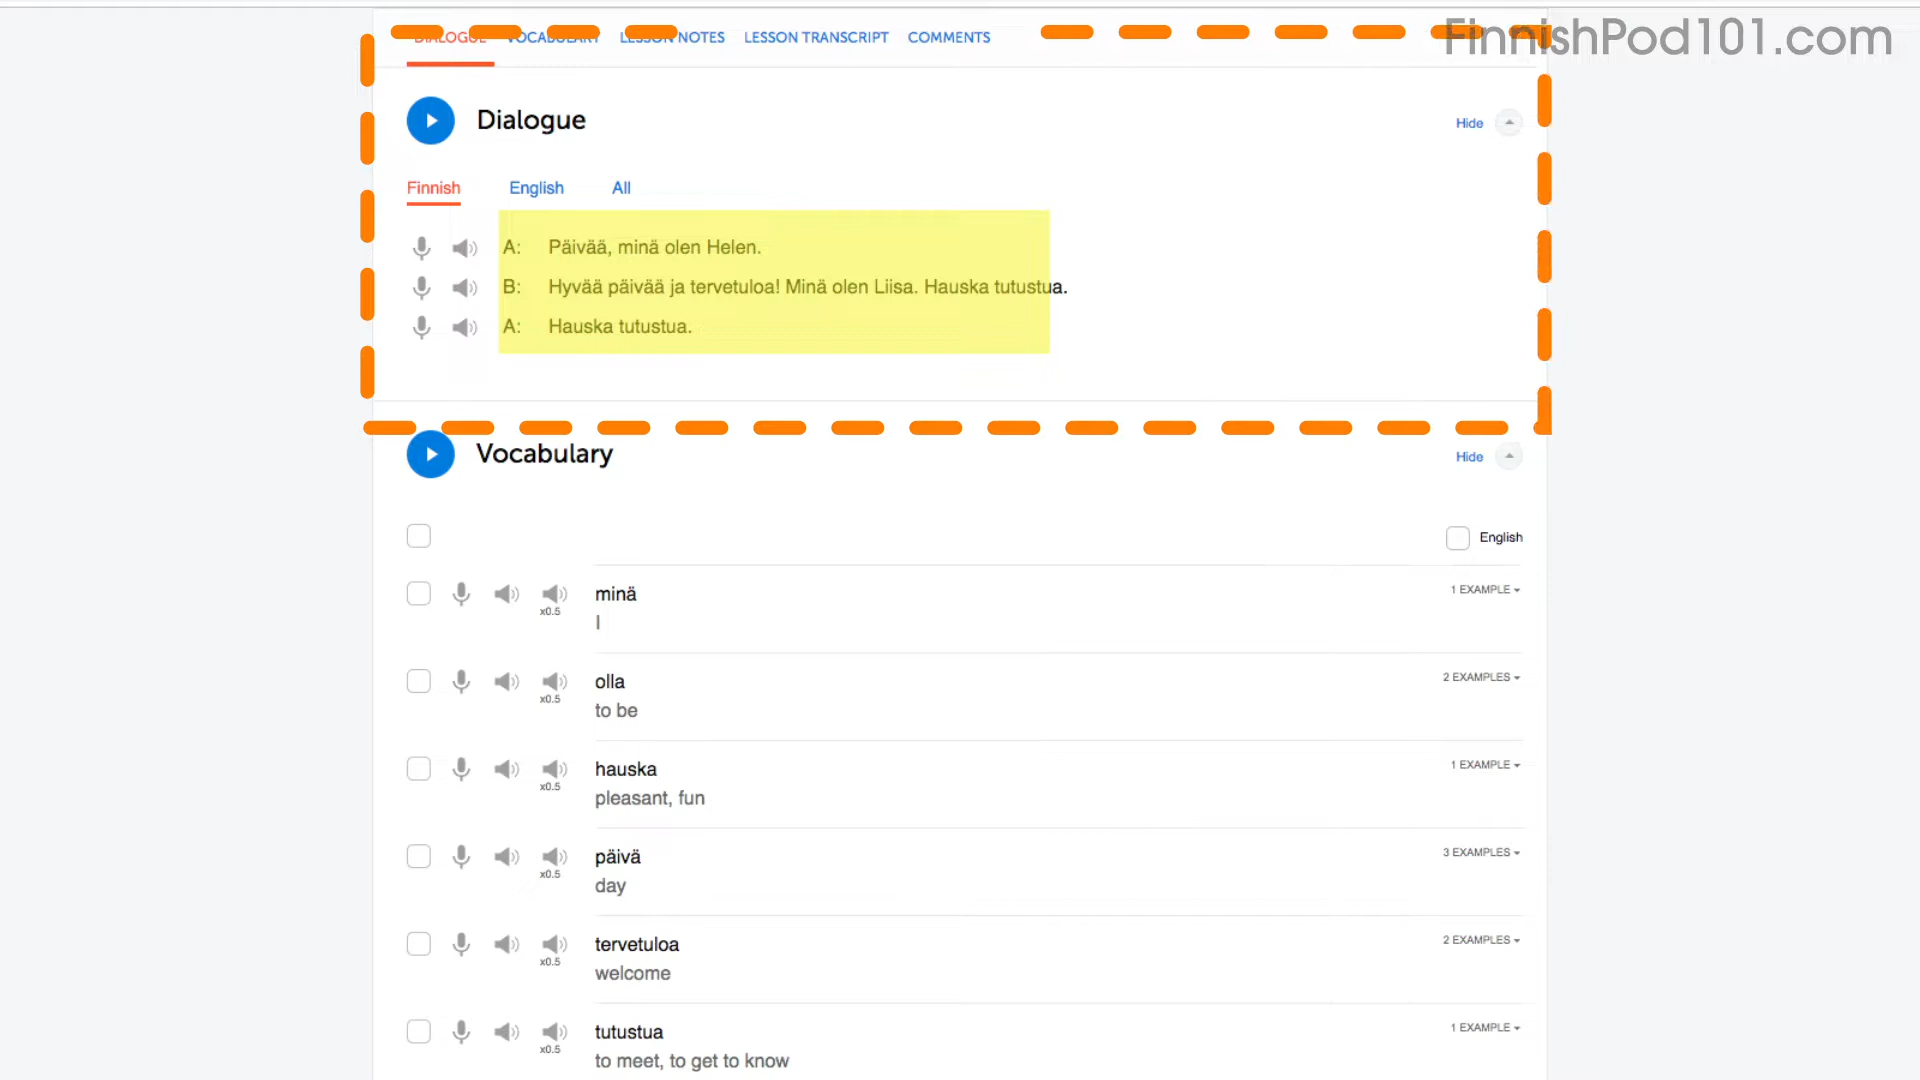 FinnishPod101.com
DIALOGUE VOCABULARY LESSON NOTES LESSON TRANSCRIPT COMMENTS
Dialogue
Hide
Finnish English All
A: Päivää, minä olen Helen.
B: Hyvää päivää ja tervetuloa! Minä olen Liisa. Hauska tutustua.
A: Hauska tutustua.
Vocabulary
Hide
English
minä
1 EXAMPLE
x0.5
I
olla
2 EXAMPLES
x0.5
to be
hauska
1 EXAMPLE
x0.5
pleasant, fun
päivä
3 EXAMPLES
x0.5
day
tervetuloa
2 EXAMPLES
x0.5
welcome
tutustua
1 EXAMPLE
x0.5
to meet, to get to know